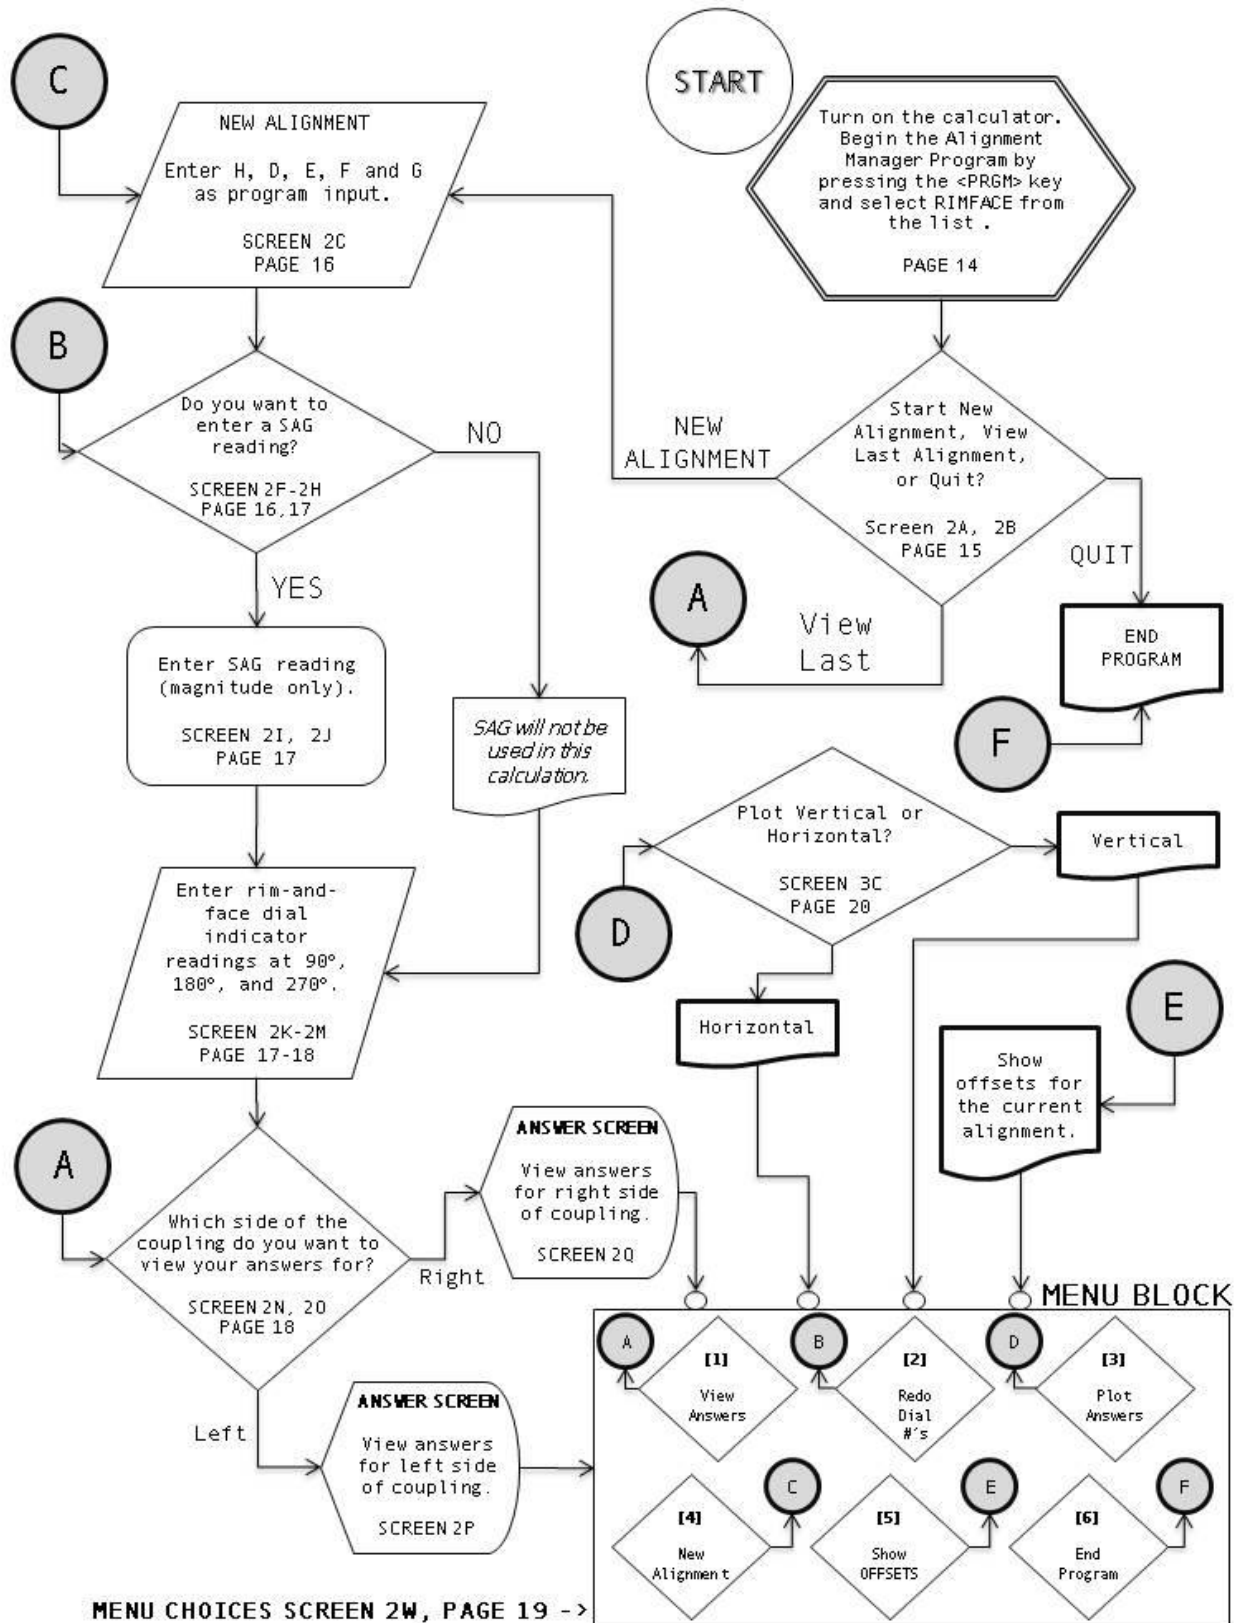 C
START
NEW ALIGNMENT
Enter H, D, E, F and G
as program input.
SCREEN 2C
PAGE 16
Turn on the calculator.
Begin the Alignment
Manager Program by
pressing the <PRGM> key
and select RIMFACE from
the list .
PAGE 14
B
Do you want to
enter a SAG
reading?
SCREEN 2F-2H
PAGE 16,17
NO
NEW
ALIGNMENT
Start New
Alignment, View
Last Alignment,
or Quit?
Screen 2A, 2B
PAGE 15
QUIT
YES
A
View
Last
END
PROGRAM
Enter SAG reading
(magnitude only).
SCREEN 2I, 2J
PAGE 17
SAG will not be
used in this
calculation.
F
Plot Vertical or
Horizontal?
SCREEN 3C
PAGE 20
Vertical
D
Enter rim-and-
face dial
indicator
readings at 90°,
180°, and 270°.
SCREEN 2K-2M
PAGE 17-18
Horizontal
E
Show
offsets for
the current
alignment.
A
Which side of the
coupling do you want to
view your answers for?
SCREEN 2N, 2O
PAGE 18
Right
ANSWER SCREEN
View answers
for right side
of coupling.
SCREEN 2Q
Left
ANSWER SCREEN
View answers
for left side
of coupling.
SCREEN 2P
MENU BLOCK
A
[1]
View
Answers
B
[2]
Redo
Dial
#'s
D
[3]
Plot
Answers
[4]
New
Alignment
C
[5]
Show
OFFSETS
E
[6]
End
Program
F
MENU CHOICES SCREEN 2W, PAGE 19 ->